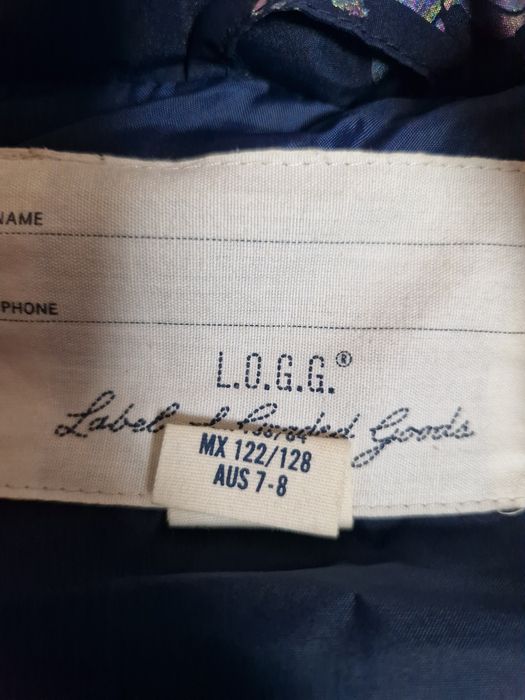 NAME
PHONE
L.O.G.G.®
Label of Graded Goods
MX 122/128
AUS 7-8